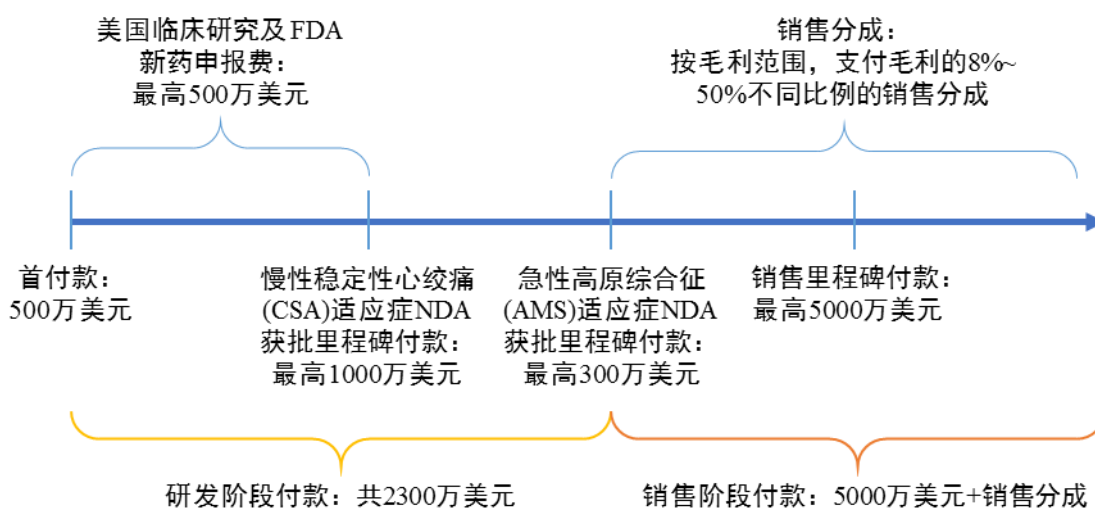 美国临床研究及FDA
新药申报费：
最高500万美元
销售分成：
按毛利范围，支付毛利的8%~
50%不同比例的销售分成
首付款：
500万美元
慢性稳定性心绞痛
(CSA)适应症NDA
获批里程碑付款：
最高1000万美元
急性高原综合征
(AMS)适应症NDA
获批里程碑付款：
最高300万美元
销售里程碑付款：
最高5000万美元
研发阶段付款：共2300万美元
销售阶段付款：5000万美元+销售分成